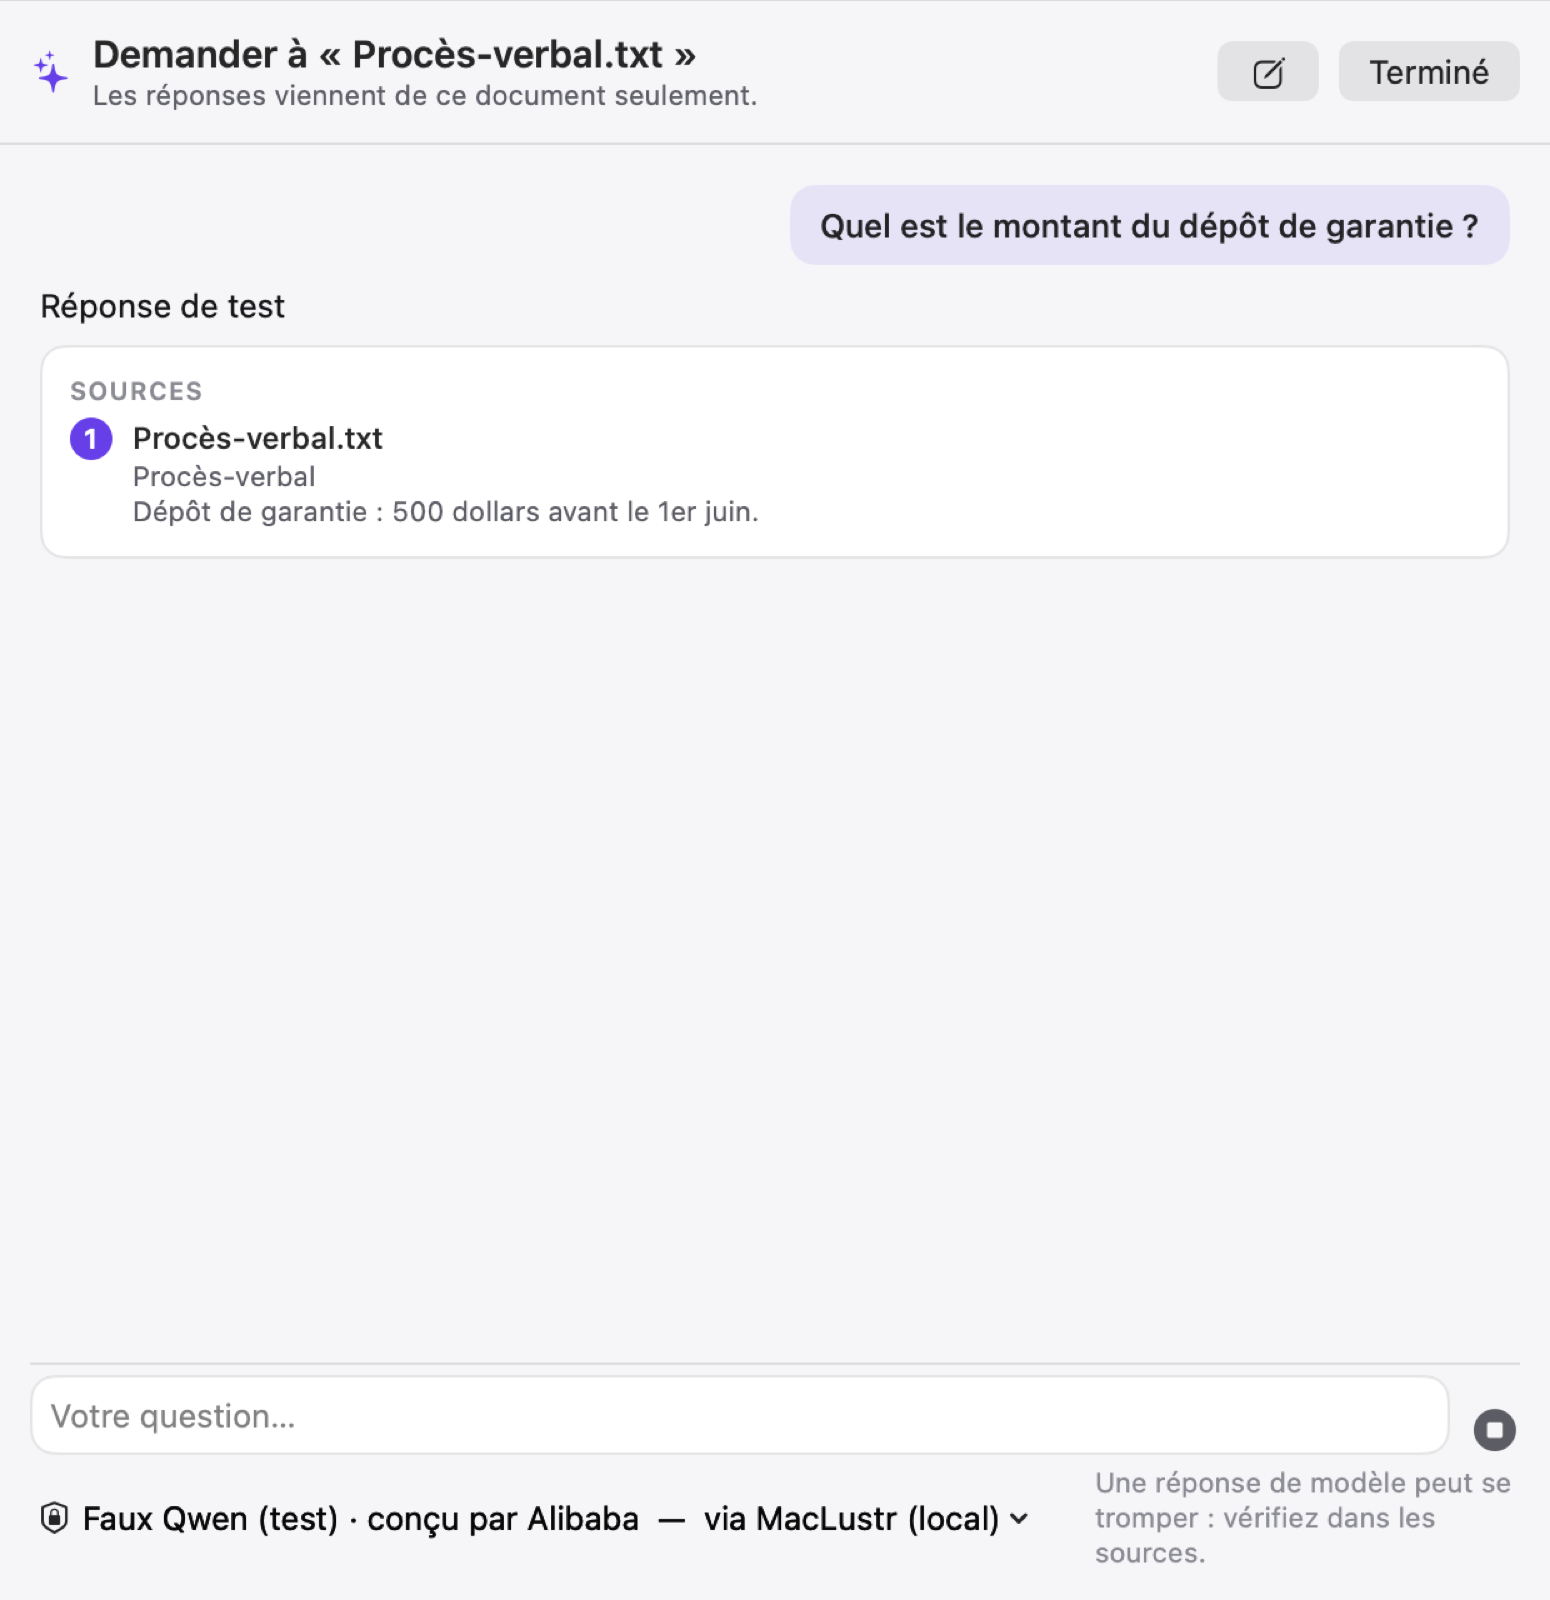 Demander à « Procès-verbal.txt »
Les réponses viennent de ce document seulement.
Terminé
Quel est le montant du dépôt de garantie ?
Réponse de test
SOURCES
1 Procès-verbal.txt
Procès-verbal
Dépôt de garantie : 500 dollars avant le 1er juin.
Votre question...
Faux Qwen (test) · conçu par Alibaba — via MacLustr (local)
Une réponse de modèle peut se
tromper : vérifiez dans les
sources.